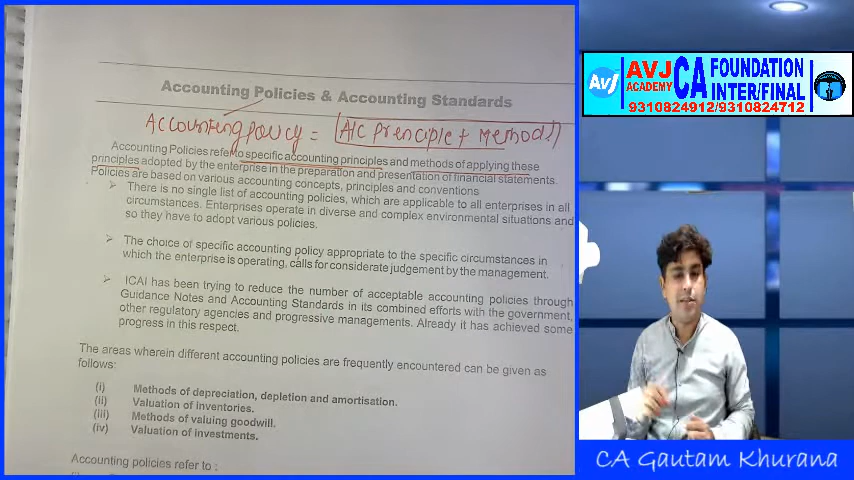 Accounting Policies & Accounting Standards
Accounting Policy = A/C Principle + Methods
Accounting Policies refer to specific accounting principles and methods of applying these
principles adopted by the enterprise in the preparation and presentation of financial statements.
Policies are based on various accounting concepts, principles and conventions
➢ There is no single list of accounting policies, which are applicable to all enterprises in all
circumstances. Enterprises operate in diverse and complex environmental situations and
so they have to adopt various policies.
➢ The choice of specific accounting policy appropriate to the specific circumstances in
which the enterprise is operating, calls for considerate judgement by the management.
➢ ICAI has been trying to reduce the number of acceptable accounting policies through
Guidance Notes and Accounting Standards in its combined efforts with the government,
other regulatory agencies and progressive managements. Already it has achieved some
progress in this respect.
The areas wherein different accounting policies are frequently encountered can be given as
follows:
(i) Methods of depreciation, depletion and amortisation.
(ii) Valuation of inventories.
(iii) Methods of valuing goodwill.
(iv) Valuation of investments.
Accounting policies refer to :
AVJ
AVJ
ACADEMY
CA FOUNDATION
INTER/FINAL
9310824912/9310824712
CA Gautam Khurana